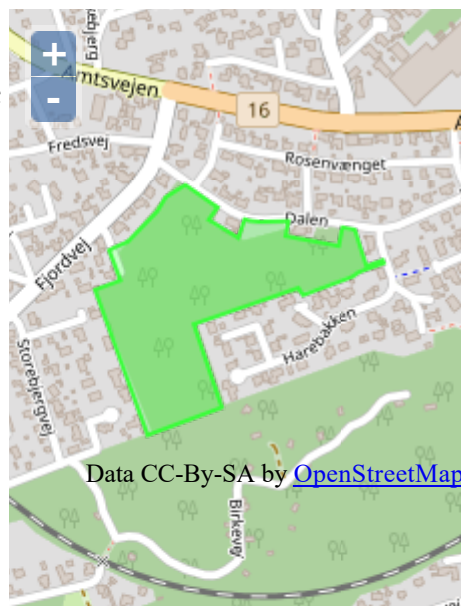 +
-
Amtsvejen
16
Fredsvej
Rosenvænget
Dalen
Fjordvej
Harebakken
Storebjergvej
Data CC-By-SA by OpenStreetMap
Birkevej